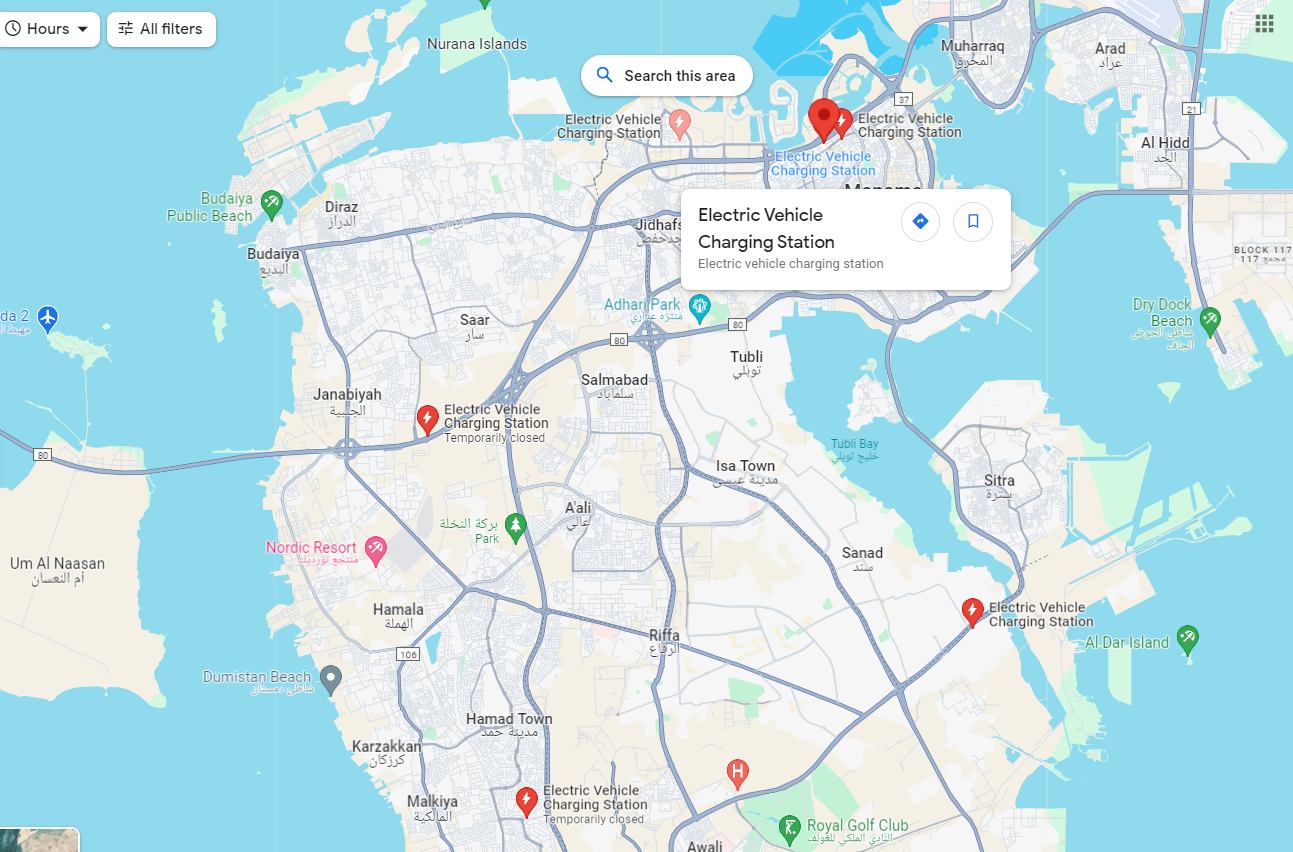 Hours
All filters
Nurana Islands
Muharraq
المحرق
Arad
عراد
Search this area
37
21
Electric Vehicle
Charging Station
Electric Vehicle
Charging Station
Electric Vehicle
Charging Station
Al Hidd
الحد
Budaiya
Public Beach
Diraz
الدراز
Electric Vehicle
Charging Station
Electric vehicle charging station
Budaiya
البديع
BLOCK 117
Adhari Park
منتزه عذاري
Dry Dock
Beach
شاطئ الحوض
الجاف
da 2
Saar
سار
80
80
Tubli
توبلي
Salmabad
سلماباد
Janabiyah
الجنبية
Electric Vehicle
Charging Station
Temporarily closed
Tubli Bay
خليج توبلي
80
Isa Town
مدينة عيسى
Sitra
سترة
A'ali
عالي
بركة النخلة
Park
Nordic Resort
منتجع نورديك
Um Al Naasan
أم النعسان
Sanad
سند
Hamala
الهملة
Electric Vehicle
Charging Station
Riffa
الرفاع
Al Dar Island
106
Dumistan Beach
شاطئ دمستان
Hamad Town
مدينة حمد
Karzakkan
كرزكان
H
Electric Vehicle
Charging Station
Temporarily closed
Malkiya
المالكية
Royal Golf Club
النادي الملكي للغولف
Awali